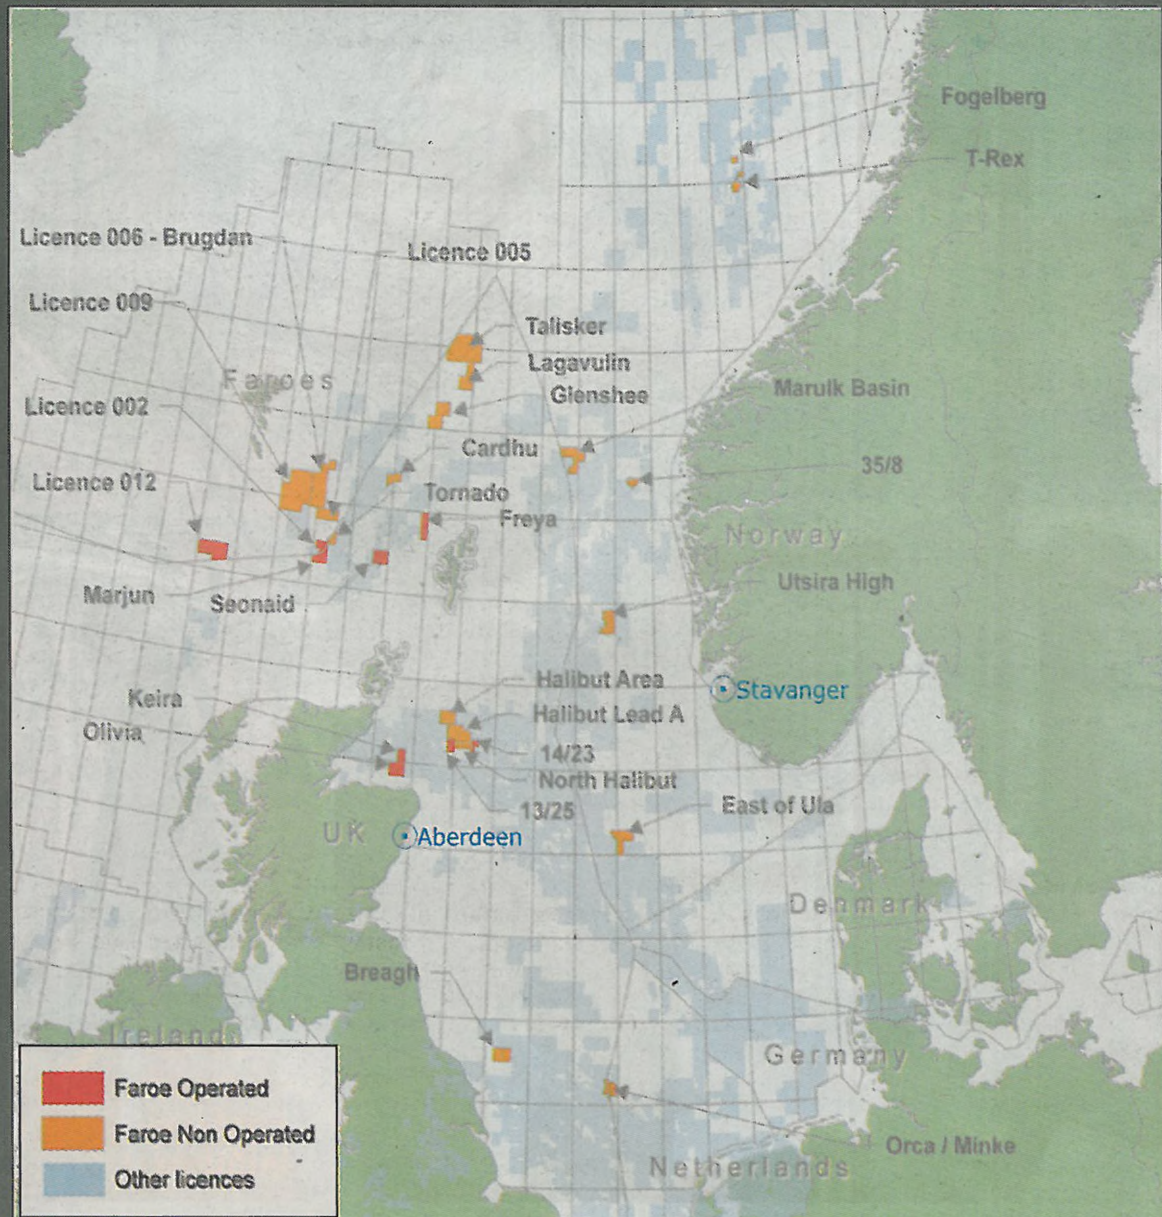 Fogelberg
T-Rex
Licence 006 - Brugdan
Licence 005
Licence 009
Talisker
Lagavulin
Faroes
Glenshee
Marulk Basin
Licence 002
Cardhu
35/8
Licence 012
Tornado
Freya
Norway
Utsira High
Marjun
Seonaid
Halibut Area
Stavanger
Keira
Halibut Lead A
Olivia
14/23
North Halibut
13/25
East of Ula
UK
Aberdeen
Denmark
Breagh
Ireland
Germany
Faroe Operated
Faroe Non Operated
Orca / Minke
Netherlands
Other licences